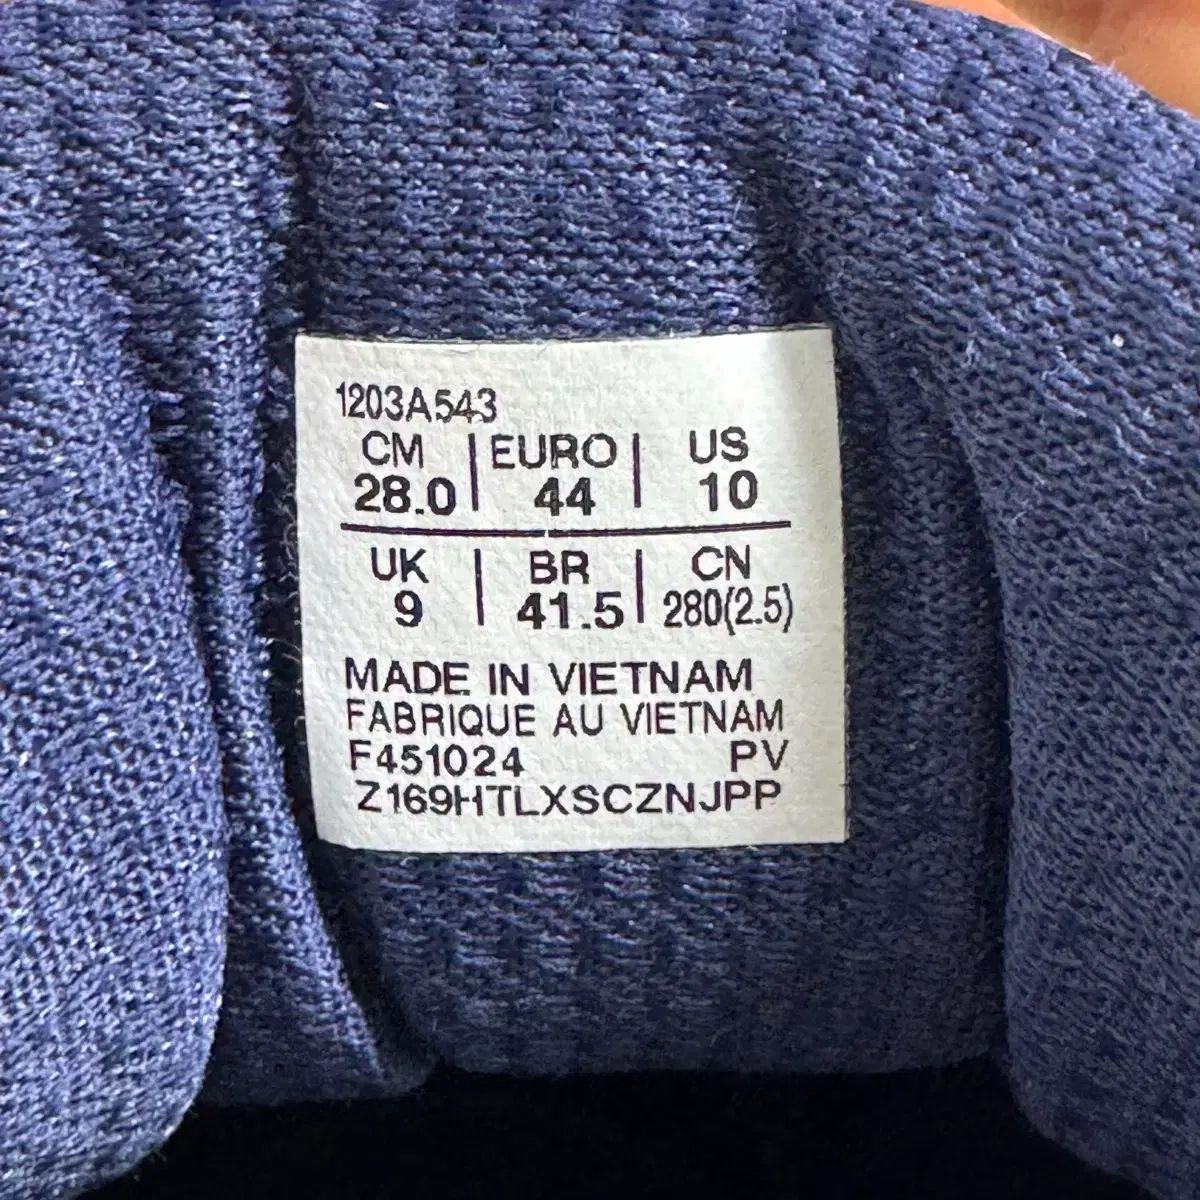 1203A543
CM | EURO | US
28.0 | 44 | 10
UK | BR | CN
9 | 41.5 | 280(2.5)
MADE IN VIETNAM
FABRIQUE AU VIETNAM
F451024 PV
Z169HTLXSCZNJPP